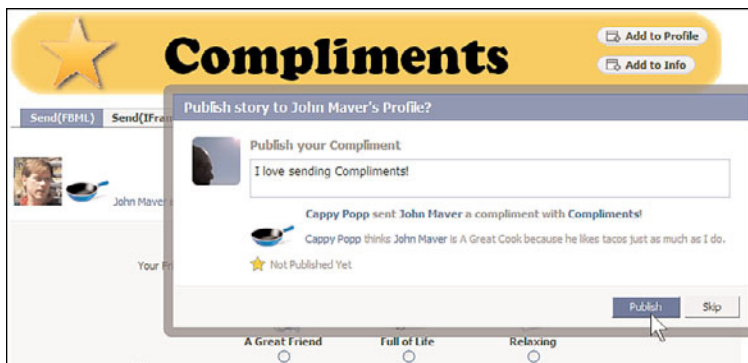 Compliments
Add to Profile
Add to Info
Send(FBML) Send(IFra
Publish story to John Maver's Profile?
Publish your Compliment
I love sending Compliments!
John Maver
Cappy Popp sent John Maver a compliment with Compliments!
Cappy Popp thinks John Maver is A Great Cook because he likes tacos just as much as I do.
Your Fr
Not Published Yet
Publish Skip
A Great Friend Full of Life Relaxing